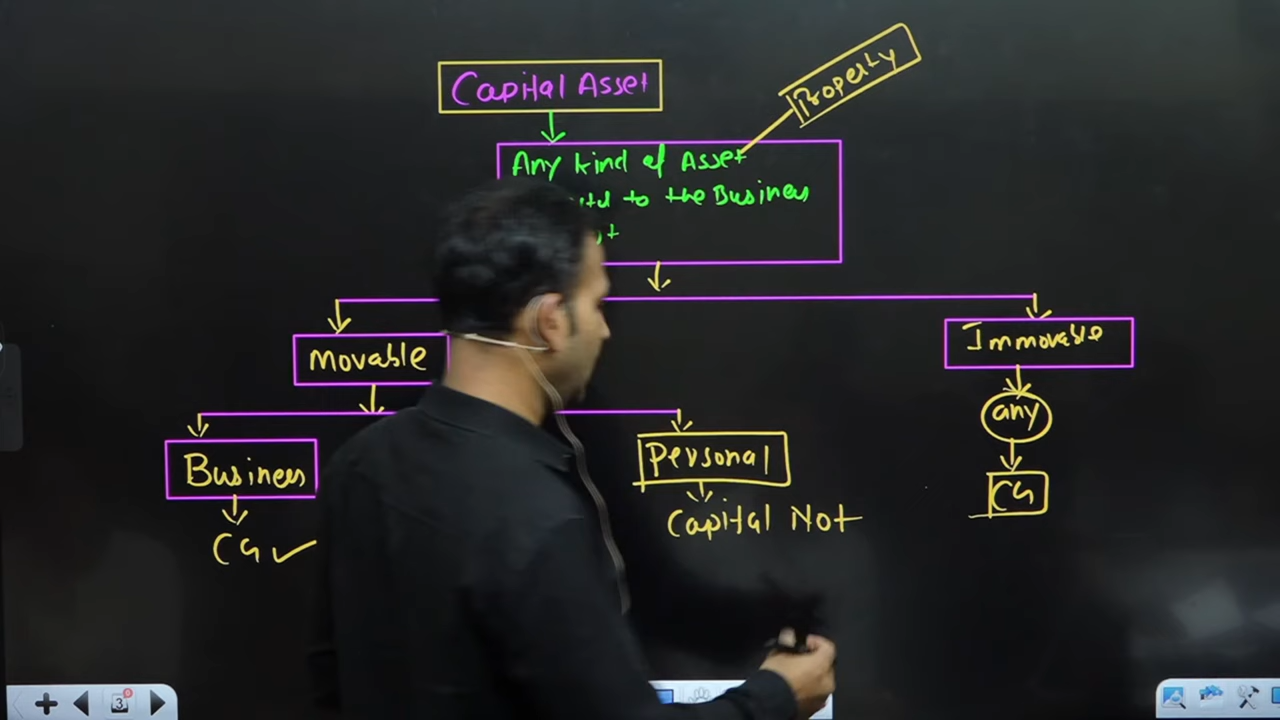 Capital Asset
Property
Any kind of Asset
to the Business
Movable
Immovable
any
Business
Personal
CG
CG
Capital Not
3